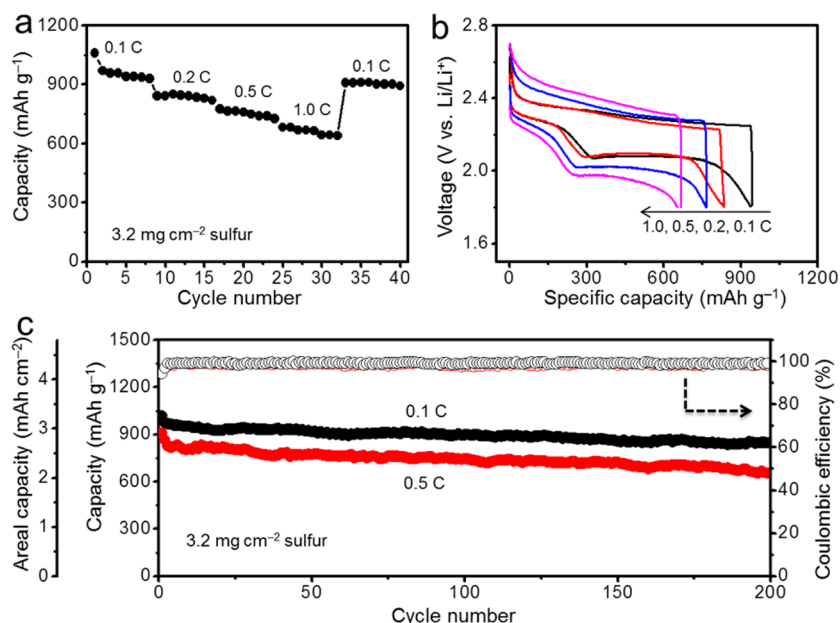 a
Capacity (mAh g⁻¹)
1200
900
600
300
0
0.1 C
0.2 C
0.5 C
1.0 C
0.1 C
3.2 mg cm⁻² sulfur
0 5 10 15 20 25 30 35 40
Cycle number
b
Voltage (V vs. Li/Li⁺)
2.8
2.4
2.0
1.6
1.0, 0.5, 0.2, 0.1 C
0 300 600 900 1200
Specific capacity (mAh g⁻¹)
c
Areal capacity (mAh cm⁻²)
4
3
2
1
0
Capacity (mAh g⁻¹)
1500
1200
900
600
300
0
0.1 C
0.5 C
3.2 mg cm⁻² sulfur
100
80
60
40
20
0
Coulombic efficiency (%)
0 50 100 150 200
Cycle number